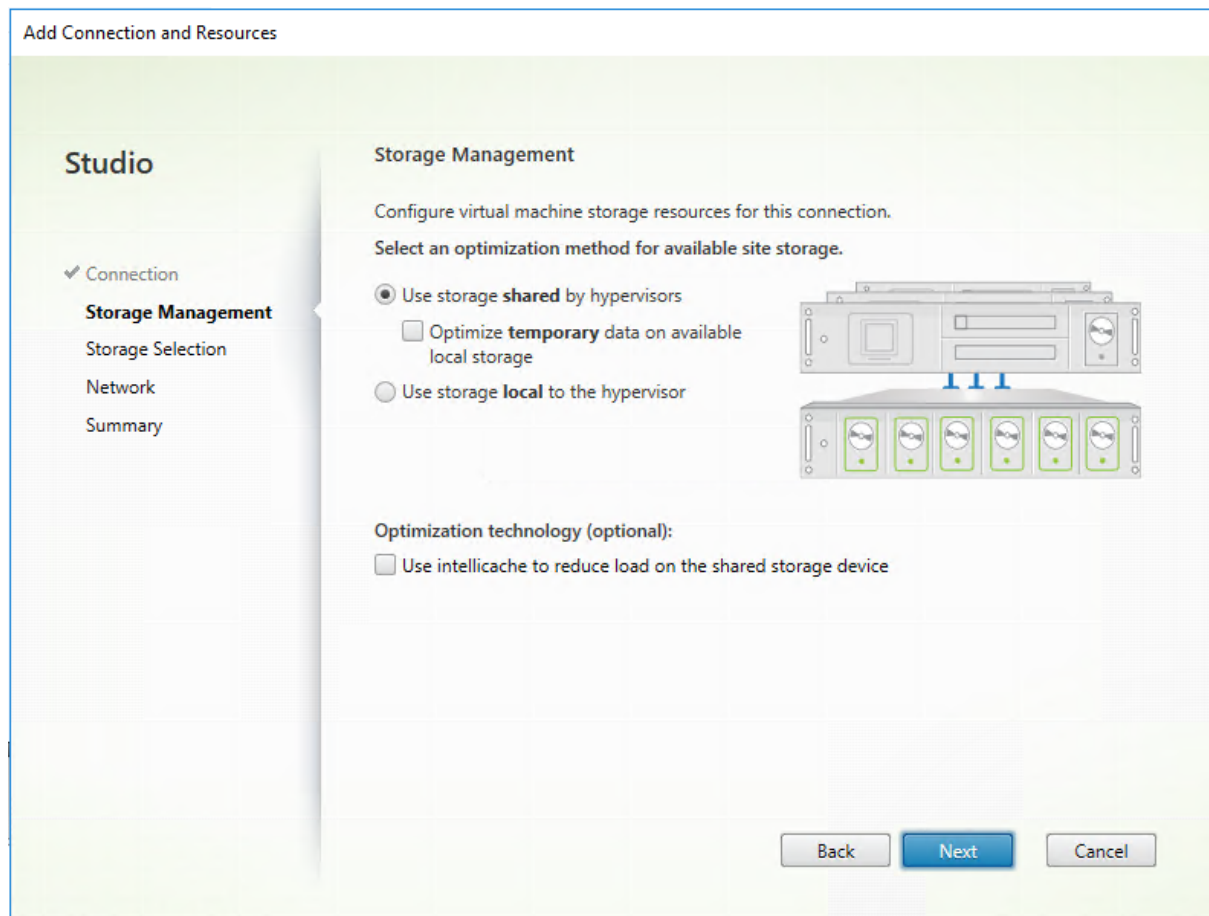 Add Connection and Resources
Studio
Connection
Storage Management
Storage Selection
Network
Summary
Storage Management
Configure virtual machine storage resources for this connection.
Select an optimization method for available site storage.
Use storage shared by hypervisors
Optimize temporary data on available
local storage
Use storage local to the hypervisor
Optimization technology (optional):
Use intellicache to reduce load on the shared storage device
Back
Next
Cancel